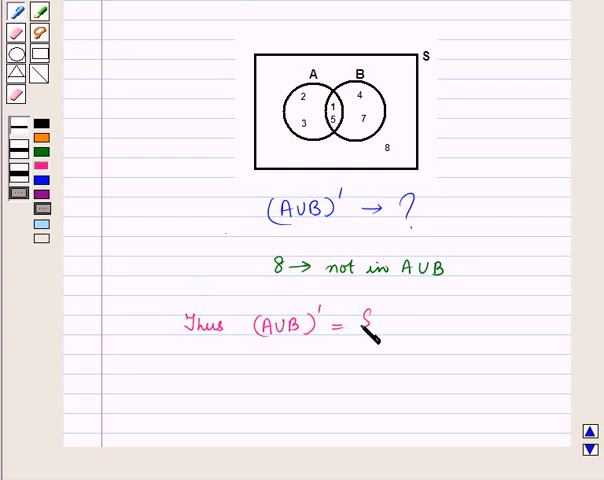 S
A B
2 4
1
3 5 7
8
(A∪B)' → ?
8 → not in A∪B
Thus (A∪B)' =